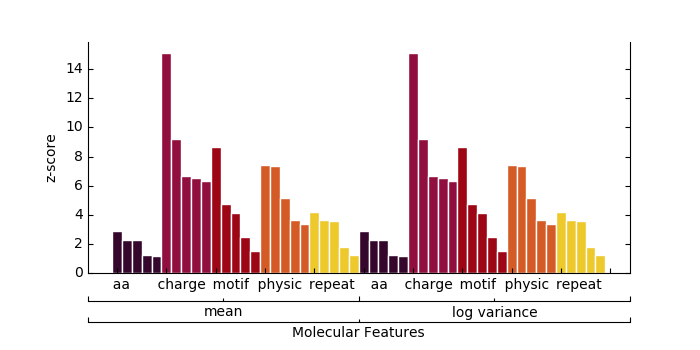 14
12
10
8
6
4
2
0
z-score
aa charge motif physic repeat aa charge motif physic repeat
mean log variance
Molecular Features